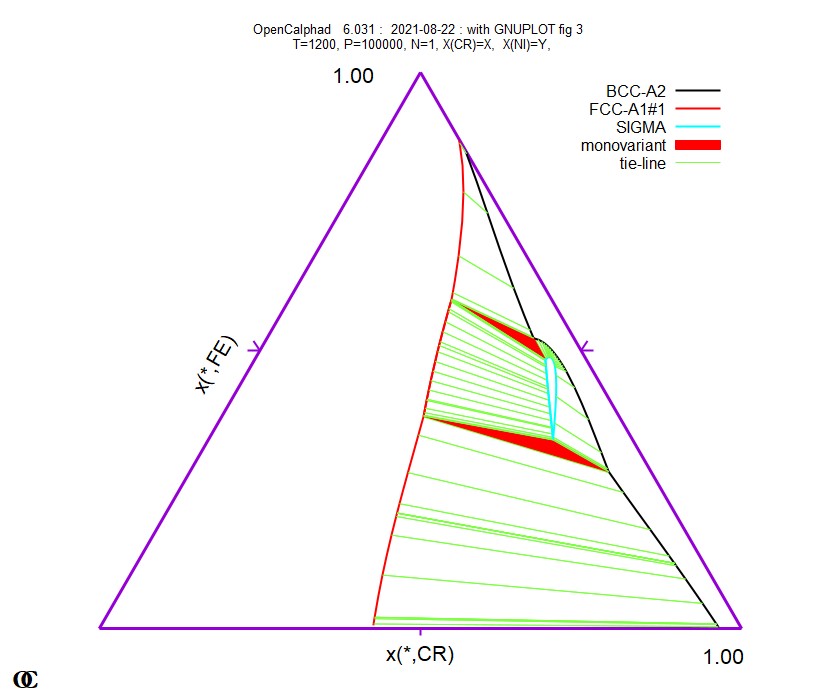 OpenCalphad 6.031 : 2021-08-22 : with GNUPLOT fig 3
T=1200, P=100000, N=1, X(CR)=X, X(NI)=Y,
1.00
BCC-A2
FCC-A1#1
SIGMA
monovariant
tie-line
x(*,FE)
x(*,CR)
1.00
OC